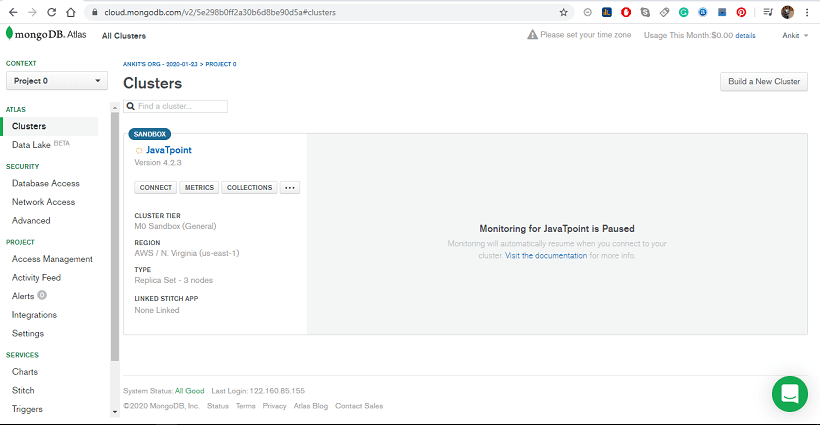 cloud.mongodb.com/v2/5e298b0ff2a30b6d8be90d5a#clusters
mongoDB. Atlas
All Clusters
Please set your time zone
Usage This Month:$0.00 details
Ankit
CONTEXT
Project 0
ATLAS
Clusters
Data Lake BETA
SECURITY
Database Access
Network Access
Advanced
PROJECT
Access Management
Activity Feed
Alerts 0
Integrations
Settings
SERVICES
Charts
Stitch
Triggers
ANKIT'S ORG - 2020-01-23 > PROJECT 0
Clusters
Build a New Cluster
Find a cluster...
SANDBOX
JavaTpoint
Version 4.2.3
CONNECT METRICS COLLECTIONS ...
CLUSTER TIER
M0 Sandbox (General)
REGION
AWS / N. Virginia (us-east-1)
TYPE
Replica Set - 3 nodes
LINKED STITCH APP
None Linked
Monitoring for JavaTpoint is Paused
Monitoring will automatically resume when you connect to your
cluster. Visit the documentation for more info.
System Status: All Good Last Login: 122.160.85.155
©2020 MongoDB, Inc. Status Terms Privacy Atlas Blog Contact Sales